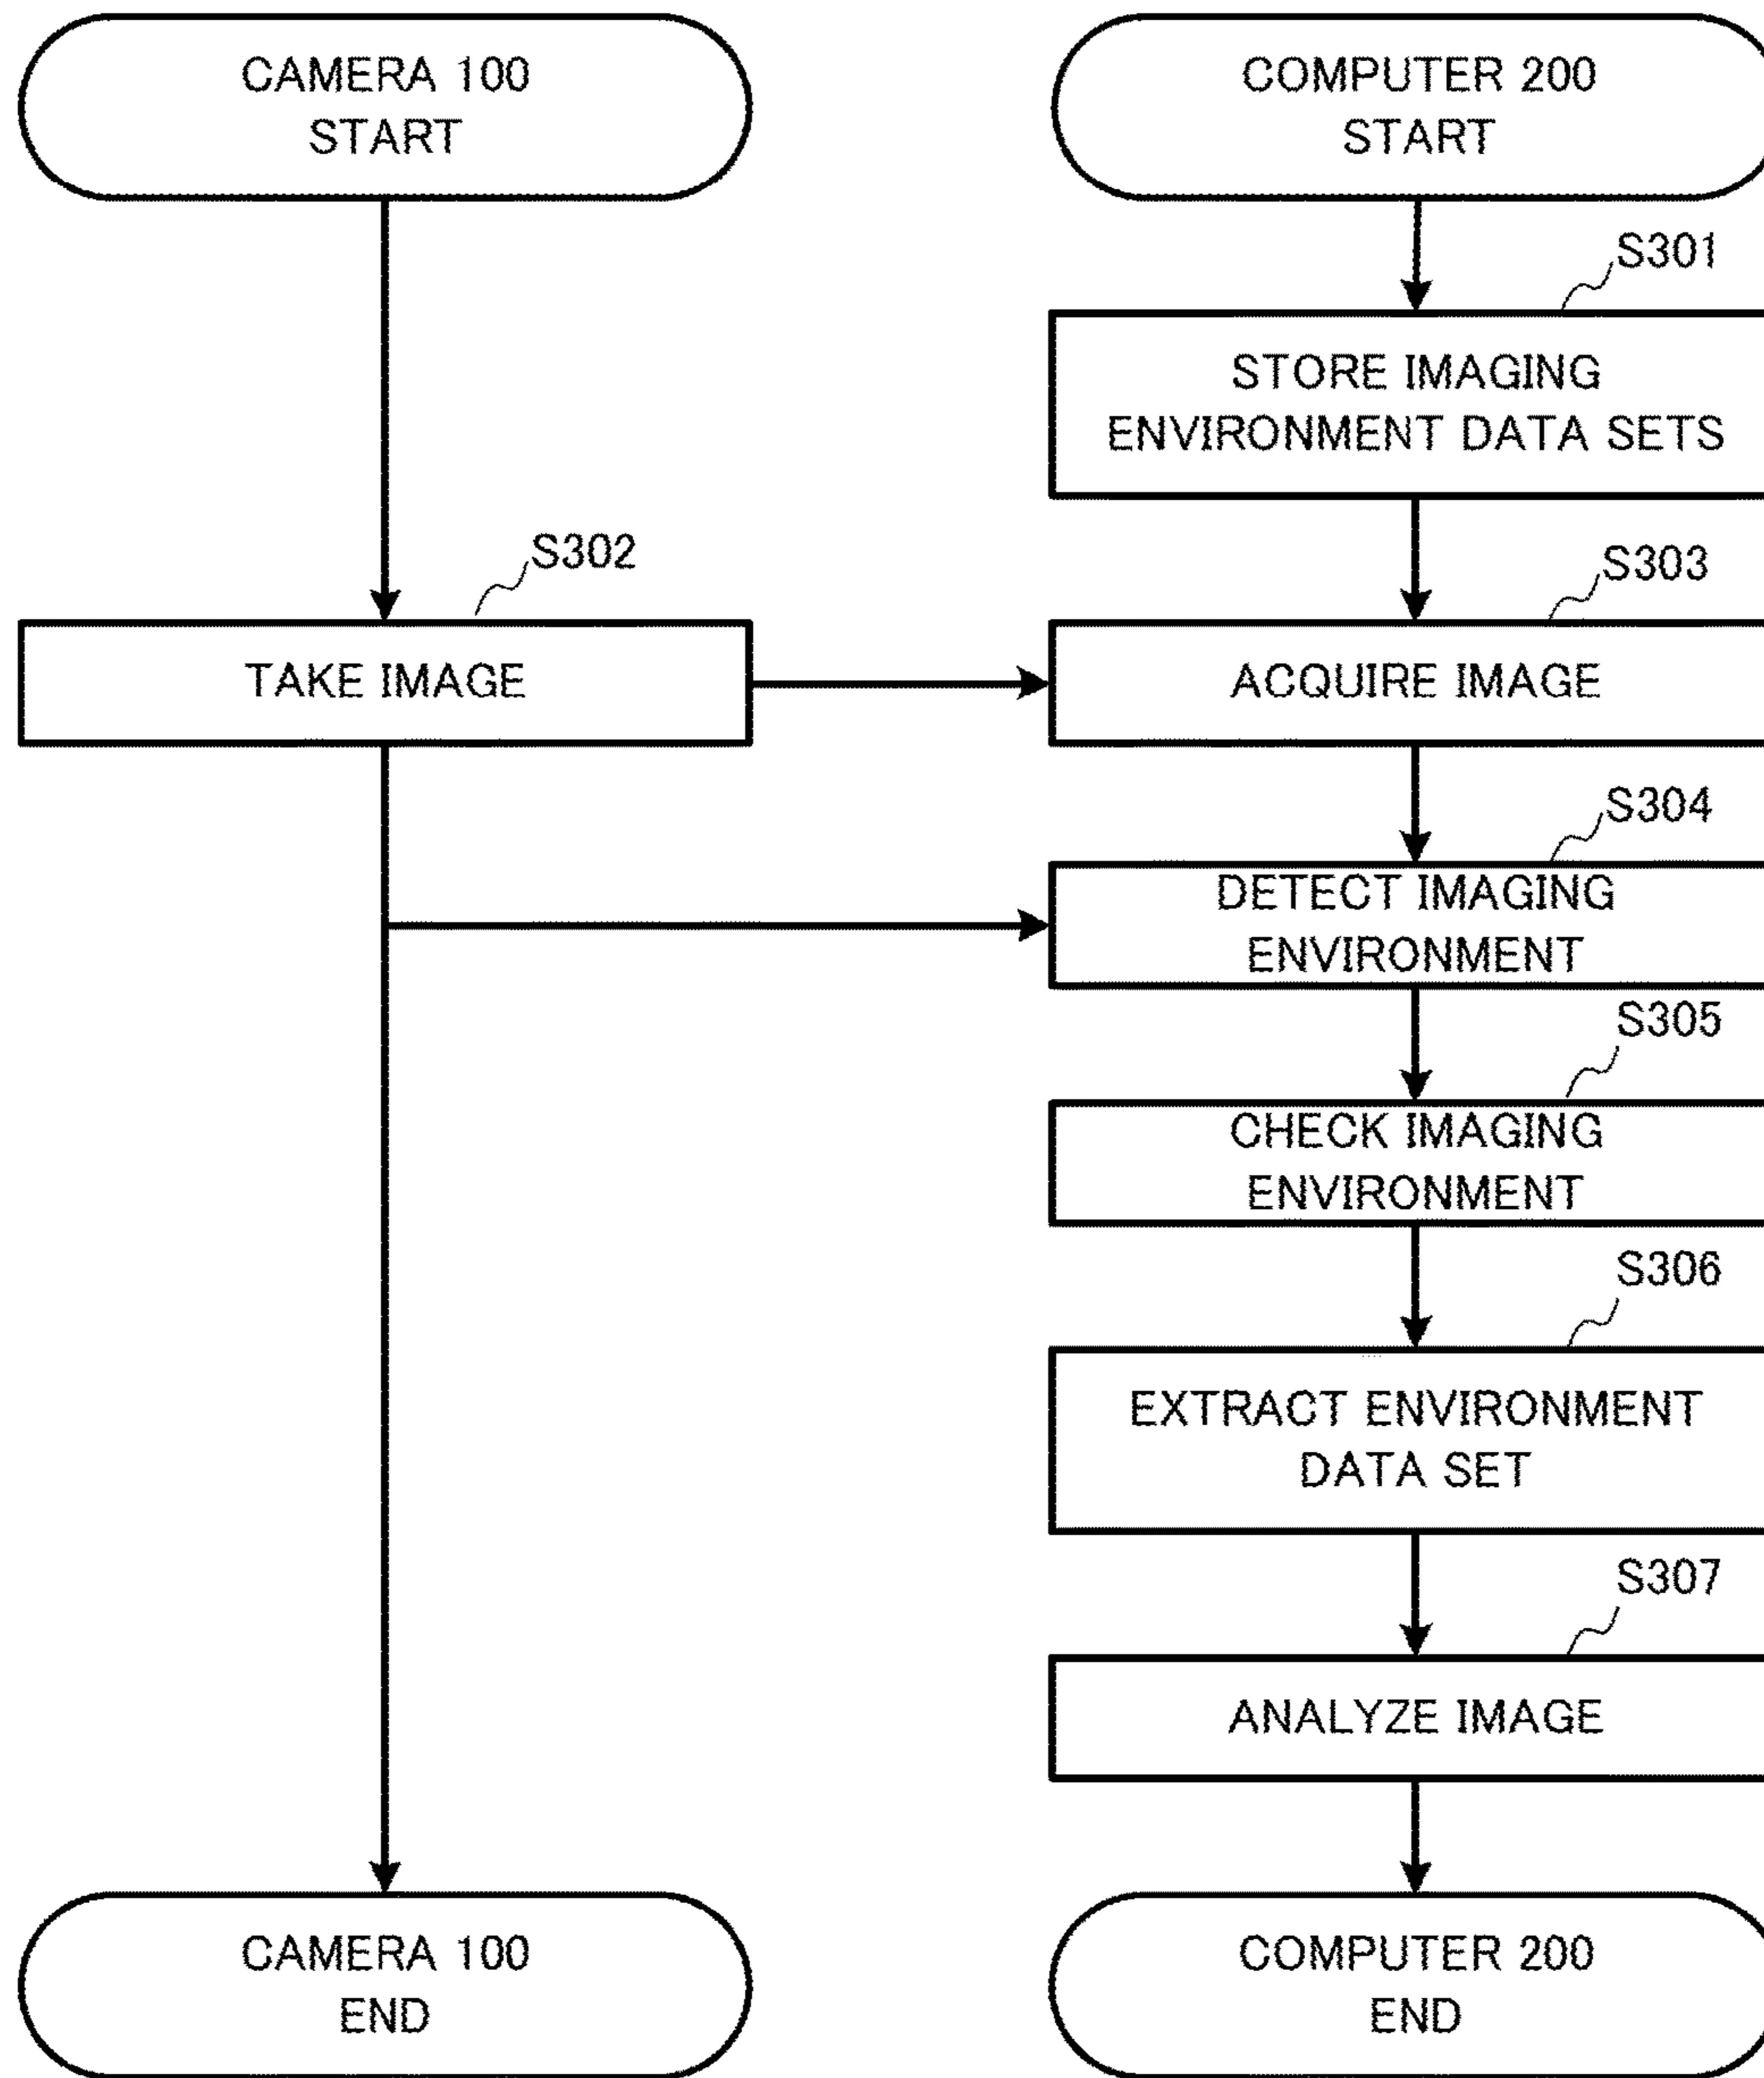 CAMERA 100
START
COMPUTER 200
START
S301
STORE IMAGING
ENVIRONMENT DATA SETS
S302
TAKE IMAGE
S303
ACQUIRE IMAGE
S304
DETECT IMAGING
ENVIRONMENT
S305
CHECK IMAGING
ENVIRONMENT
S306
EXTRACT ENVIRONMENT
DATA SET
S307
ANALYZE IMAGE
CAMERA 100
END
COMPUTER 200
END